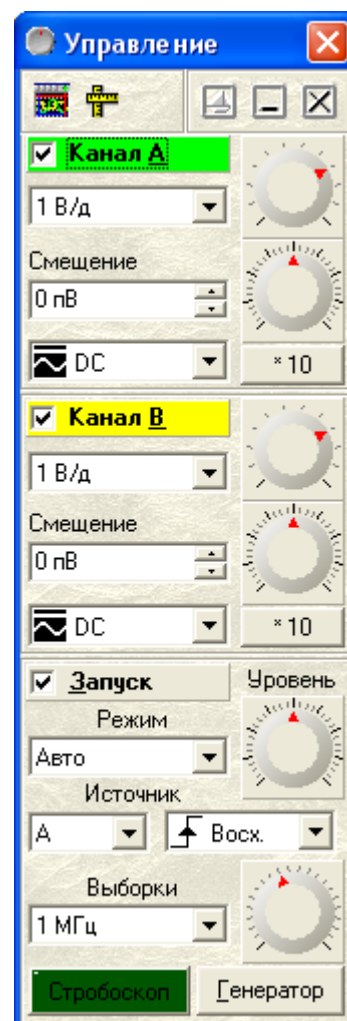 Управление
Канал A
1 В/д
Смещение
0 пВ
DC
* 10
Канал B
1 В/д
Смещение
0 пВ
DC
* 10
Запуск
Уровень
Режим
Авто
Источник
A
Восх.
Выборки
1 МГц
Стробоскоп
Генератор